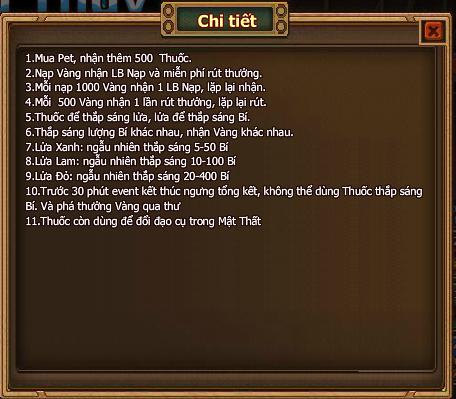 Chi tiết
1.Mua Pet, nhận thêm 500 Thuốc.
2.Nạp Vàng nhận LB Nạp và miễn phí rút thưởng.
3.Mỗi nạp 1000 Vàng nhận 1 LB Nạp, lặp lại nhận.
4.Mỗi 500 Vàng nhận 1 lần rút thưởng, lặp lại rút.
5.Thuốc để thắp sáng lửa, lửa để thắp sáng Bí.
6.Thắp sáng lượng Bí khác nhau, nhận Vàng khác nhau.
7.Lửa Xanh: ngẫu nhiên thắp sáng 5-50 Bí
8.Lửa Lam: ngẫu nhiên thắp sáng 10-100 Bí
9.Lửa Đỏ: ngẫu nhiên thắp sáng 20-400 Bí
10.Trước 30 phút event kết thúc ngưng tổng kết, không thể dùng Thuốc thắp sáng
Bí. Và phá thưởng Vàng qua thư
11.Thuốc còn dùng để đổi đạo cụ trong Mật Thất